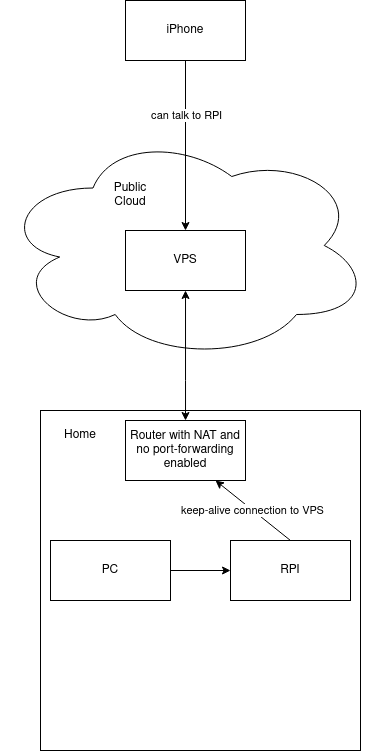 iPhone
can talk to RPI
Public
Cloud
VPS
Home
Router with NAT and
no port-forwarding
enabled
keep-alive connection to VPS
PC
RPI